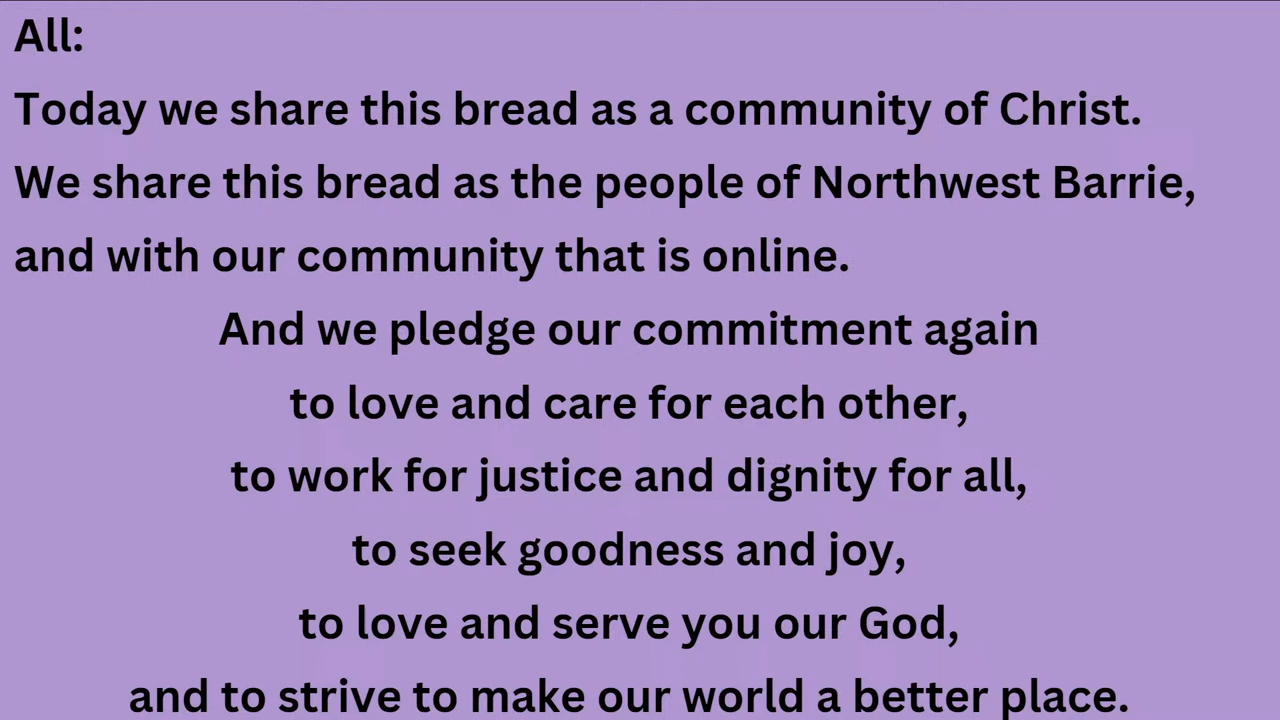 All:
Today we share this bread as a community of Christ.
We share this bread as the people of Northwest Barrie,
and with our community that is online.
And we pledge our commitment again
to love and care for each other,
to work for justice and dignity for all,
to seek goodness and joy,
to love and serve you our God,
and to strive to make our world a better place.